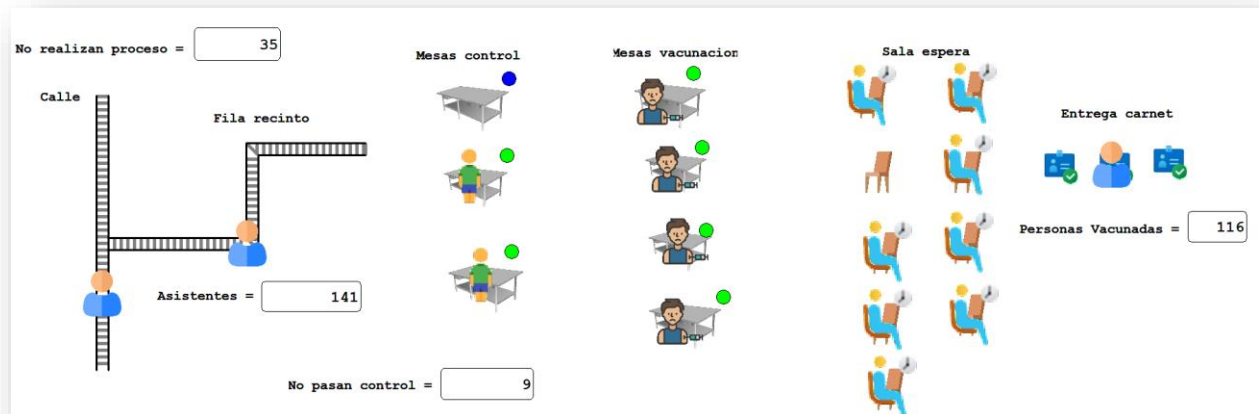 No realizan proceso = 35
Mesas control
Mesas vacunacion
Sala espera
Calle
Fila recinto
Entrega carnet
Personas Vacunadas = 116
Asistentes = 141
No pasan control = 9